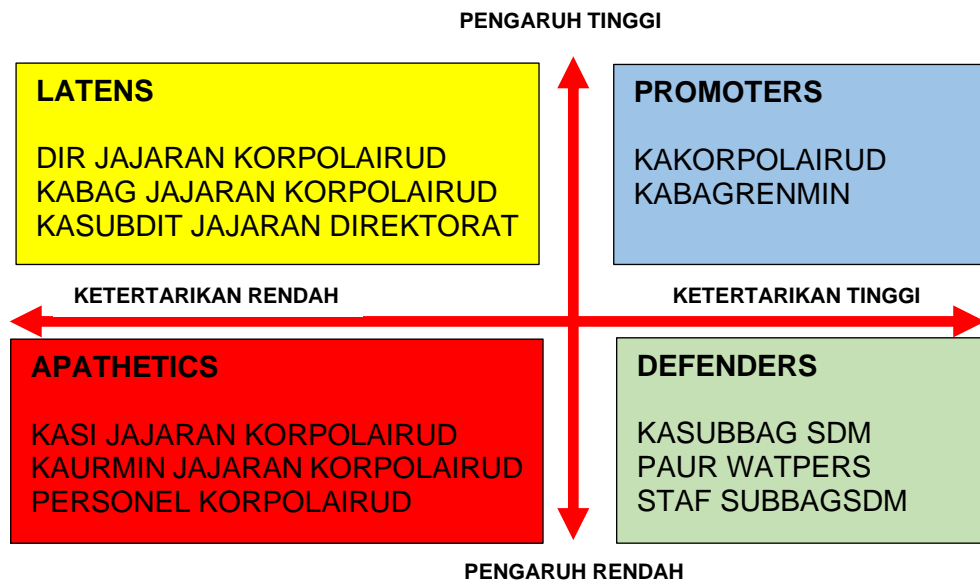 PENGARUH TINGGI
LATENS
DIR JAJARAN KORPOLAIRUD
KABAG JAJARAN KORPOLAIRUD
KASUBDIT JAJARAN DIREKTORAT
PROMOTERS
KAKORPOLAIRUD
KABAGRENMIN
KETERTARIKAN RENDAH
KETERTARIKAN TINGGI
APATHETICS
KASI JAJARAN KORPOLAIRUD
KAURMIN JAJARAN KORPOLAIRUD
PERSONEL KORPOLAIRUD
DEFENDERS
KASUBBAG SDM
PAUR WATPERS
STAF SUBBAGSDM
PENGARUH RENDAH